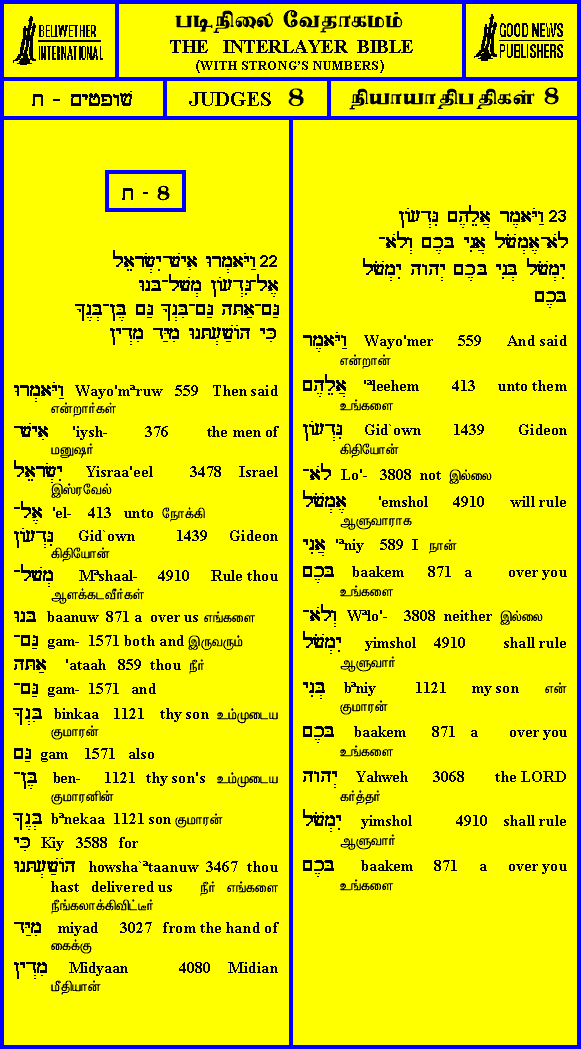 BELLWETHER
INTERNATIONAL
படிநிலை வேதாகமம்
THE INTERLAYER BIBLE
(WITH STRONG'S NUMBERS)
GOOD NEWS
PUBLISHERS
שׁוֹפטִים - ח
JUDGES 8
நியாயாதிபதிகள் 8
ח - 8
22 וַיֹּאמְרוּ אִישׁ־יִשְׂרָאֵל
אֶל־גִּדְעוֹן מְשָׁל־בָּנוּ
גַּם־אַתָּה גַּם־בִּנְךָ גַּם בֶּן־בְּנֶךָ
כִּי הוֹשַׁעְתָּנוּ מִיַּד מִדְיָן
וַיֹּאמְרוּ Wayo'mªruw 559 Then said
என்றார்கள்
אִישׁ־ 'iysh- 376 the men of
மனுஷர்
יִשְׂרָאֵל Yisraa'eel 3478 Israel
இஸ்ரவேல்
אֶל־ 'el- 413 unto நோக்கி
גִּדְעוֹן Gid`own 1439 Gideon
கிதியோன்
מְשָׁל־ Mªshaal- 4910 Rule thou
ஆளக்கடவீர்கள்
בָּנוּ baanuw 871 a over us எங்களை
גַּם־ gam- 1571 both and இருவரும்
אַתָּה 'ataah 859 thou நீர்
גַּם־ gam- 1571 and
בִּנְךָ binkaa 1121 thy son உம்முடைய
குமாரன்
גַּם gam 1571 also
בֶּן־ ben- 1121 thy son's உம்முடைய
குமாரனின்
בְּנֶךָ bªnekaa 1121 son குமாரன்
כִּי Kiy 3588 for
הוֹשַׁעְתָּנוּ howsha`ªtaanuw 3467 thou
hast delivered us நீர் எங்களை
நீங்கலாக்கிவிட்டீர்
מִיַּד miyad 3027 from the hand of
கைக்கு
מִדְיָן Midyaan 4080 Midian
மீதியான்
23 וַיֹּאמֶר אֲלֵהֶם גִּדְעוֹן
לֹא־אֶמְשֹׁל אֲנִי בָּכֶם וְלֹא־
יִמְשֹׁל בְּנִי בָּכֶם יְהוָה יִמְשֹׁל
בָּכֶם
וַיֹּאמֶר Wayo'mer 559 And said
என்றான்
אֲלֵהֶם 'ªleehem 413 unto them
உங்களை
גִּדְעוֹן Gid`own 1439 Gideon
கிதியோன்
לֹא־ Lo'- 3808 not இல்லை
אֶמְשֹׁל 'emshol 4910 will rule
ஆளுவாராக
אֲנִי 'ªniy 589 I நான்
בָּכֶם baakem 871 a over you
உங்களை
וְלֹא־ Wªlo'- 3808 neither இல்லை
יִמְשֹׁל yimshol 4910 shall rule
ஆளுவார்
בְּנִי bªniy 1121 my son என்
குமாரன்
בָּכֶם baakem 871 a over you
உங்களை
יְהוָה Yahweh 3068 the LORD
கர்த்தர்
יִמְשֹׁל yimshol 4910 shall rule
ஆளுவார்
בָּכֶם baakem 871 a over you
உங்களை